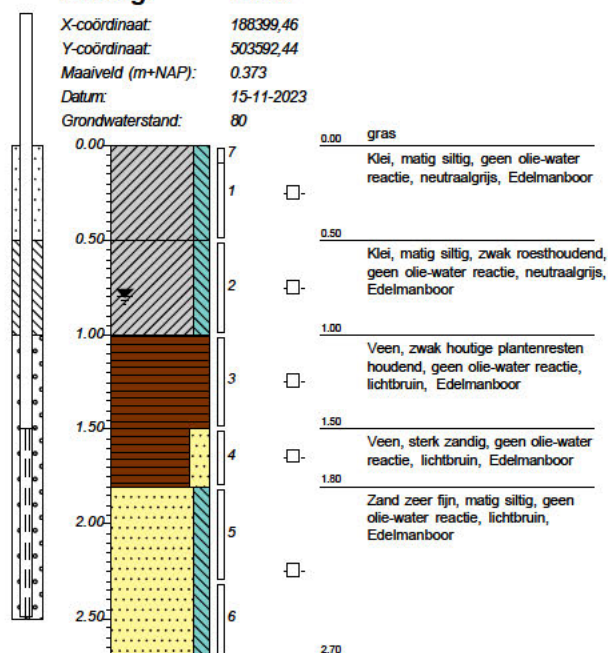 X-coördinaat: 188399,46
Y-coördinaat: 503592,44
Maaiveld (m+NAP): 0.373
Datum: 15-11-2023
Grondwaterstand: 80
0.00
0.50
1.00
1.50
2.00
2.50
7
1
2
3
4
5
6
0.00 gras
Klei, matig siltig, geen olie-water
reactie, neutraalgrijs, Edelmanboor
0.50
Klei, matig siltig, zwak roesthoudend,
geen olie-water reactie, neutraalgrijs,
Edelmanboor
1.00
Veen, zwak houtige plantenresten
houdend, geen olie-water reactie,
lichtbruin, Edelmanboor
1.50
Veen, sterk zandig, geen olie-water
reactie, lichtbruin, Edelmanboor
1.80
Zand zeer fijn, matig siltig, geen
olie-water reactie, lichtbruin,
Edelmanboor
2.70